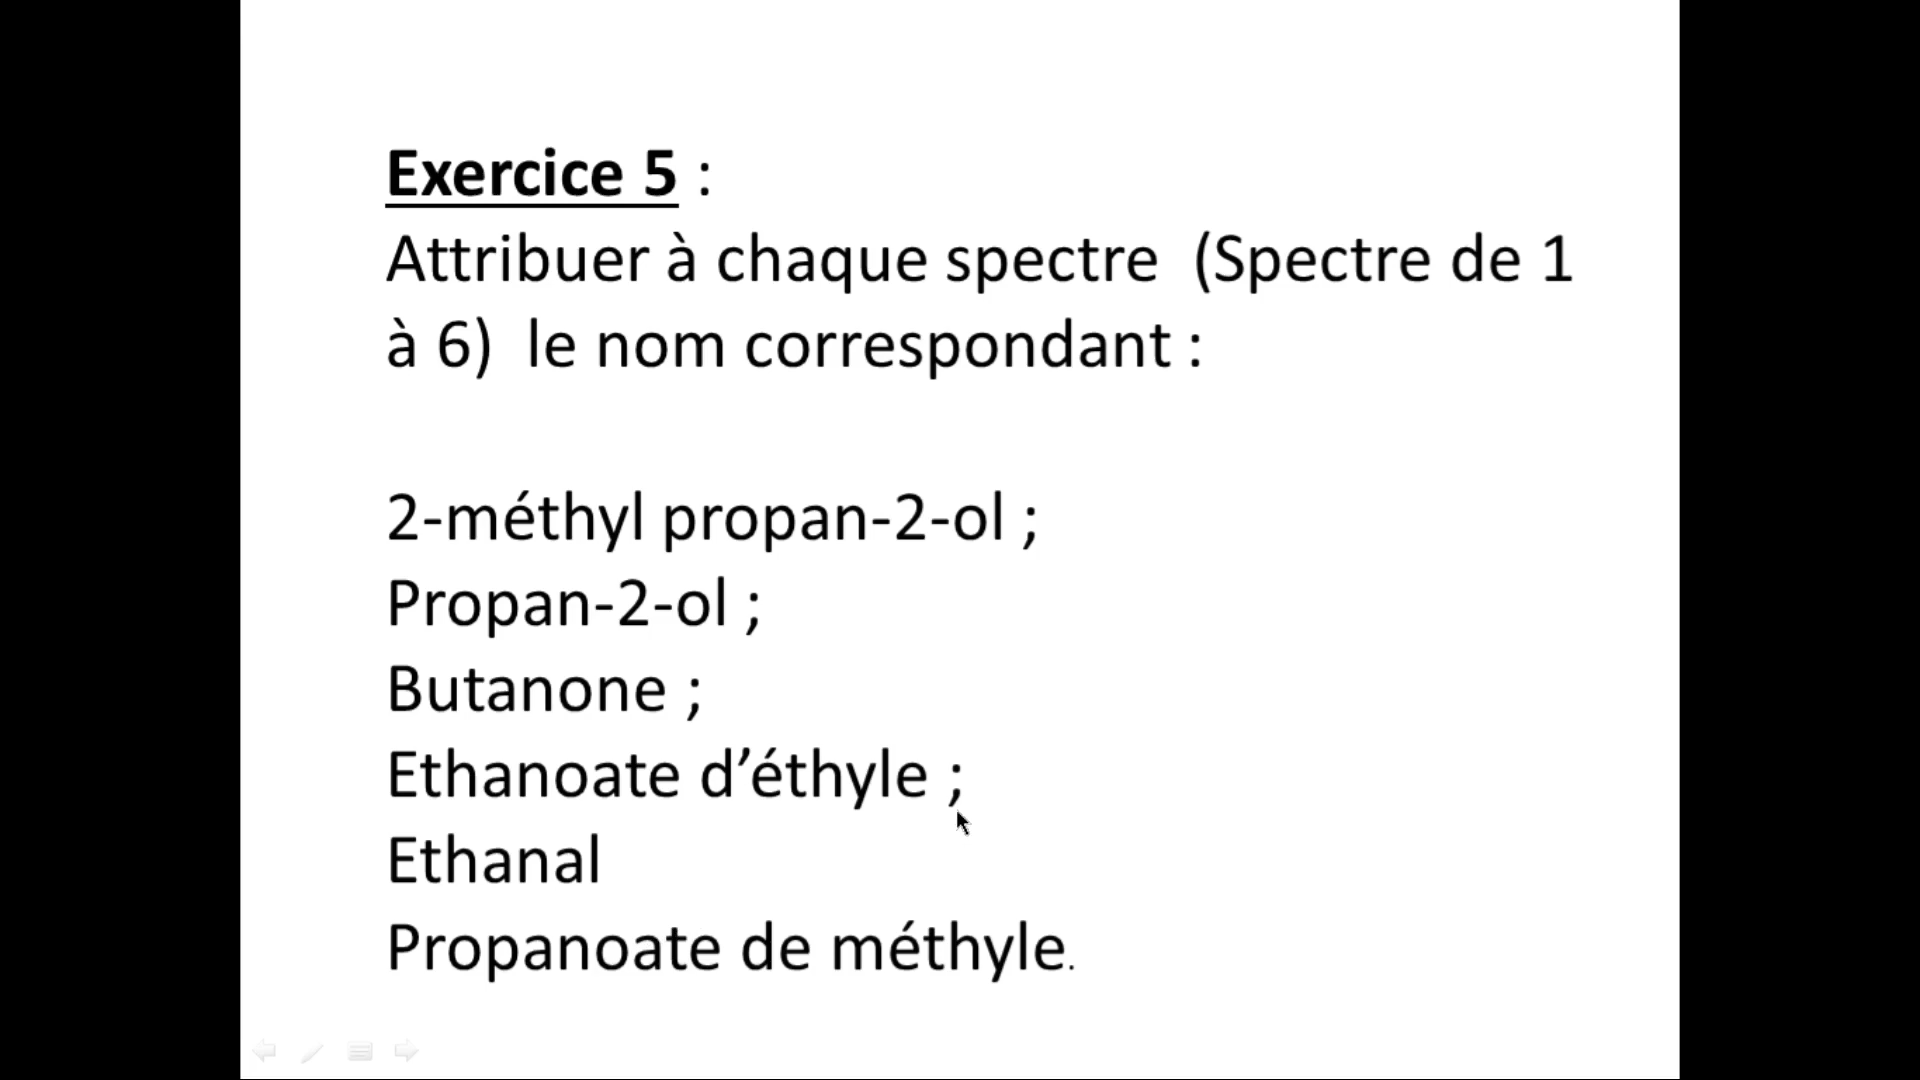 Exercice 5 :
Attribuer à chaque spectre (Spectre de 1
à 6) le nom correspondant :
2-méthyl propan-2-ol ;
Propan-2-ol ;
Butanone ;
Ethanoate d’éthyle ;
Ethanal
Propanoate de méthyle.